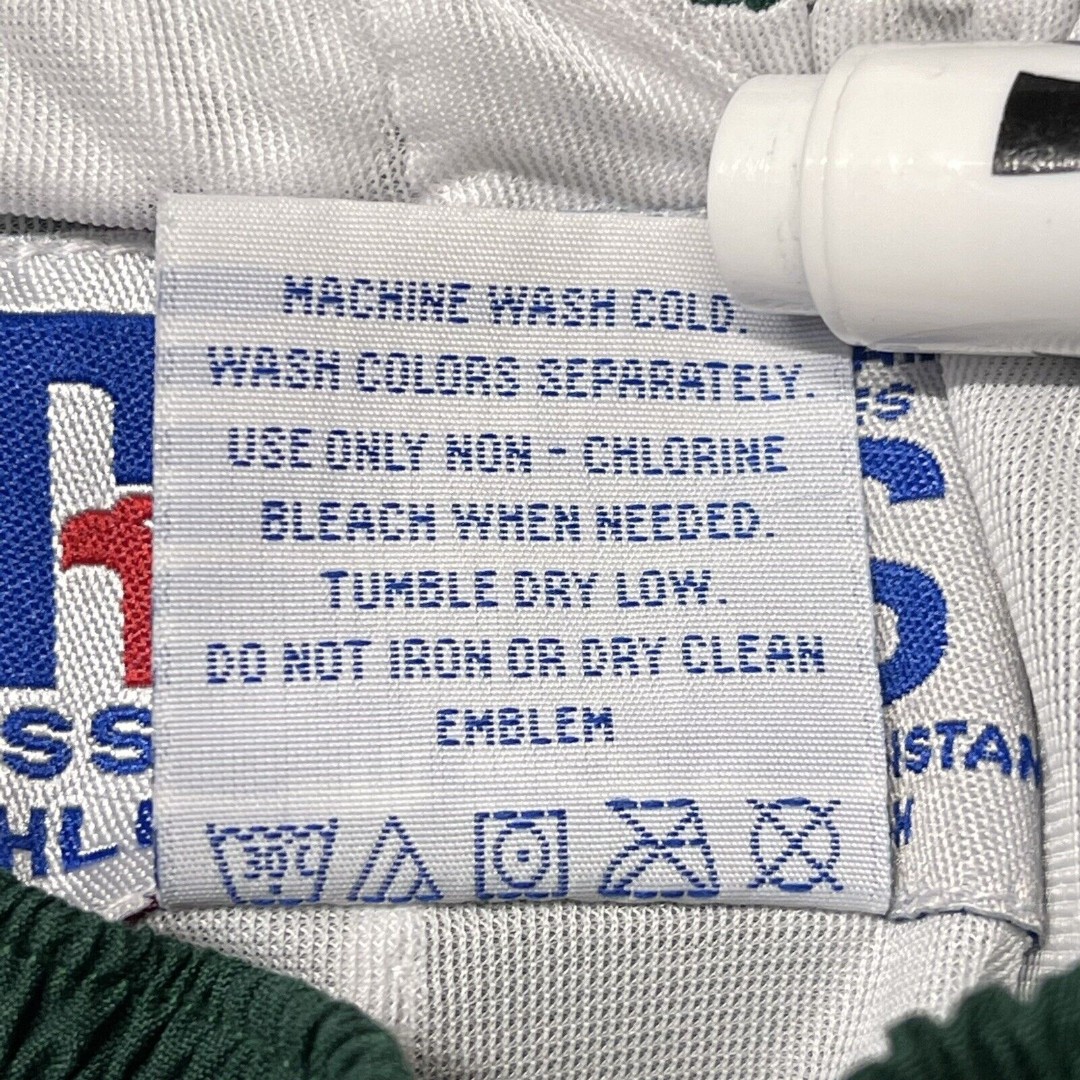 MACHINE WASH COLD.
WASH COLORS SEPARATELY.
USE ONLY NON - CHLORINE
BLEACH WHEN NEEDED.
TUMBLE DRY LOW.
DO NOT IRON OR DRY CLEAN
EMBLEM
30°C